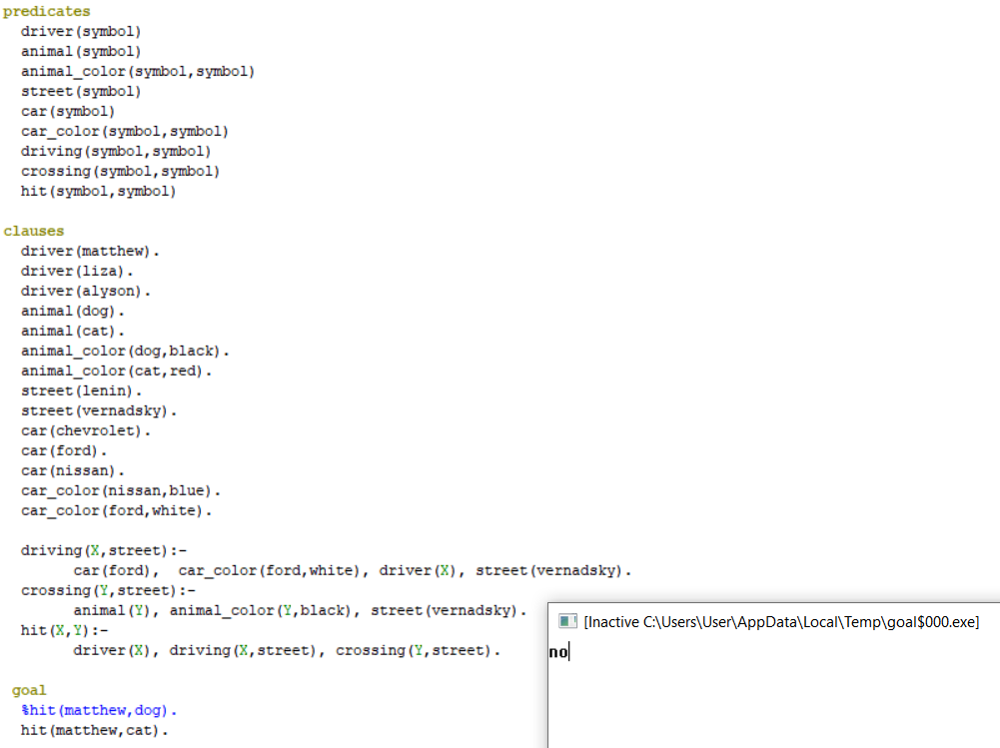 predicates
driver(symbol)
animal(symbol)
animal_color(symbol,symbol)
street(symbol)
car(symbol)
car_color(symbol,symbol)
driving(symbol,symbol)
crossing(symbol,symbol)
hit(symbol,symbol)
clauses
driver(matthew).
driver(liza).
driver(alyson).
animal(dog).
animal(cat).
animal_color(dog,black).
animal_color(cat,red).
street(lenin).
street(vernadsky).
car(chevrolet).
car(ford).
car(nissan).
car_color(nissan,blue).
car_color(ford,white).
driving(X,street):-
car(ford),  car_color(ford,white), driver(X), street(vernadsky).
crossing(Y,street):-
animal(Y), animal_color(Y,black), street(vernadsky).
hit(X,Y):-
driver(X), driving(X,street), crossing(Y,street).
goal
%hit(matthew,dog).
hit(matthew,cat).
[Inactive C:\Users\User\AppData\Local\Temp\goal$000.exe]
no